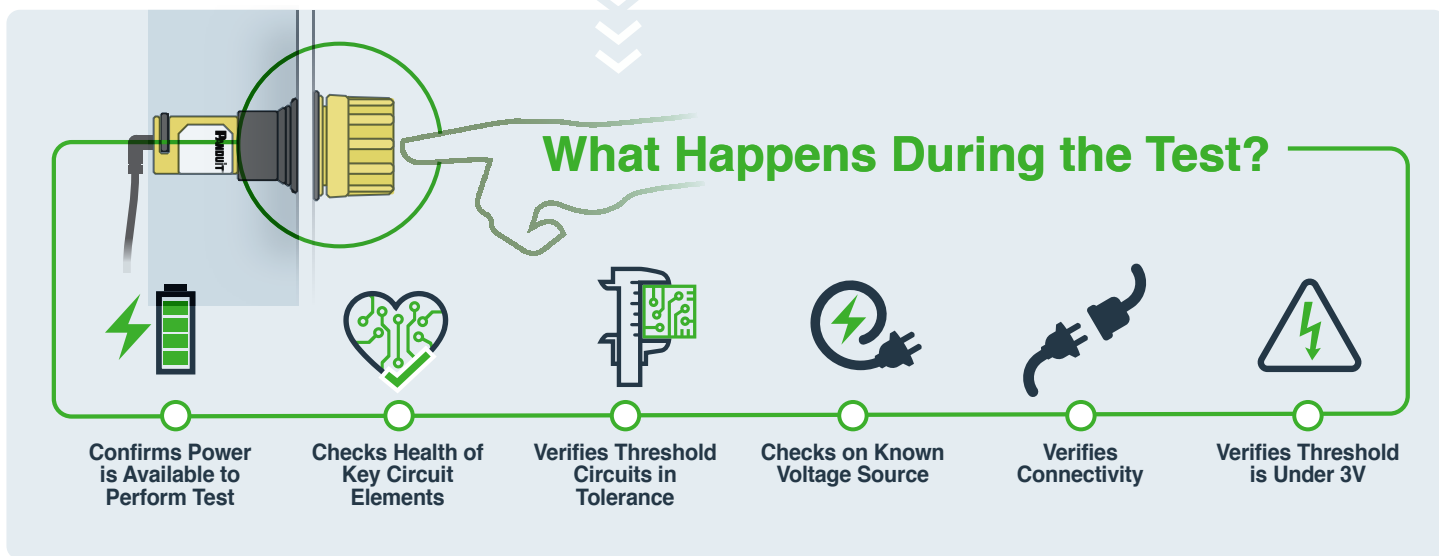 PANDUIT
What Happens During the Test?
Confirms Power
is Available to
Perform Test
Checks Health of
Key Circuit
Elements
Verifies Threshold
Circuits in
Tolerance
Checks on Known
Voltage Source
Verifies
Connectivity
Verifies Threshold
is Under 3V